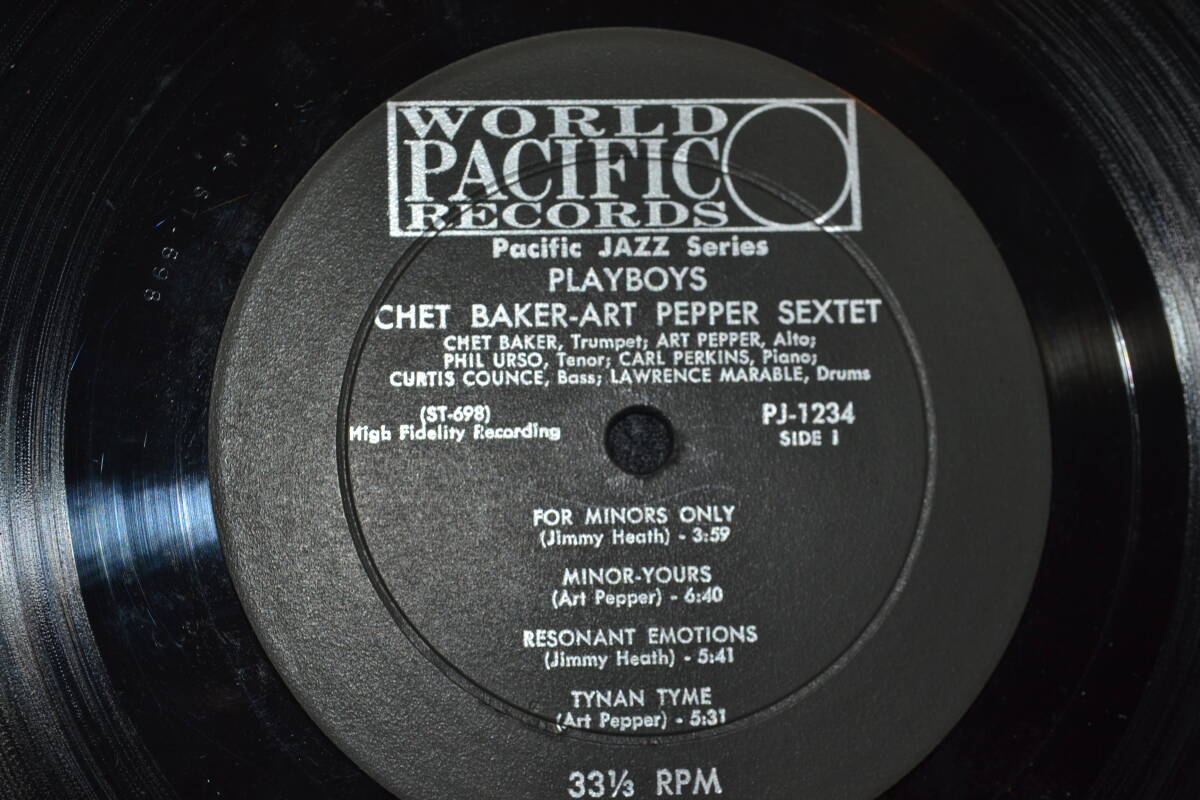 WORLD
PACIFIC
RECORDS
Pacific JAZZ Series
PLAYBOYS
CHET BAKER-ART PEPPER SEXTET
CHET BAKER, Trumpet; ART PEPPER, Alto;
PHIL URSO, Tenor; CARL PERKINS, Piano;
CURTIS COUNCE, Bass; LAWRENCE MARABLE, Drums
(ST-698)
High Fidelity Recording
PJ-1234
SIDE 1
FOR MINORS ONLY
(Jimmy Heath) - 3:59
MINOR-YOURS
(Art Pepper) - 6:40
RESONANT EMOTIONS
(Jimmy Heath) - 5:41
TYNAN TYME
(Art Pepper) - 5:31
33⅓ RPM